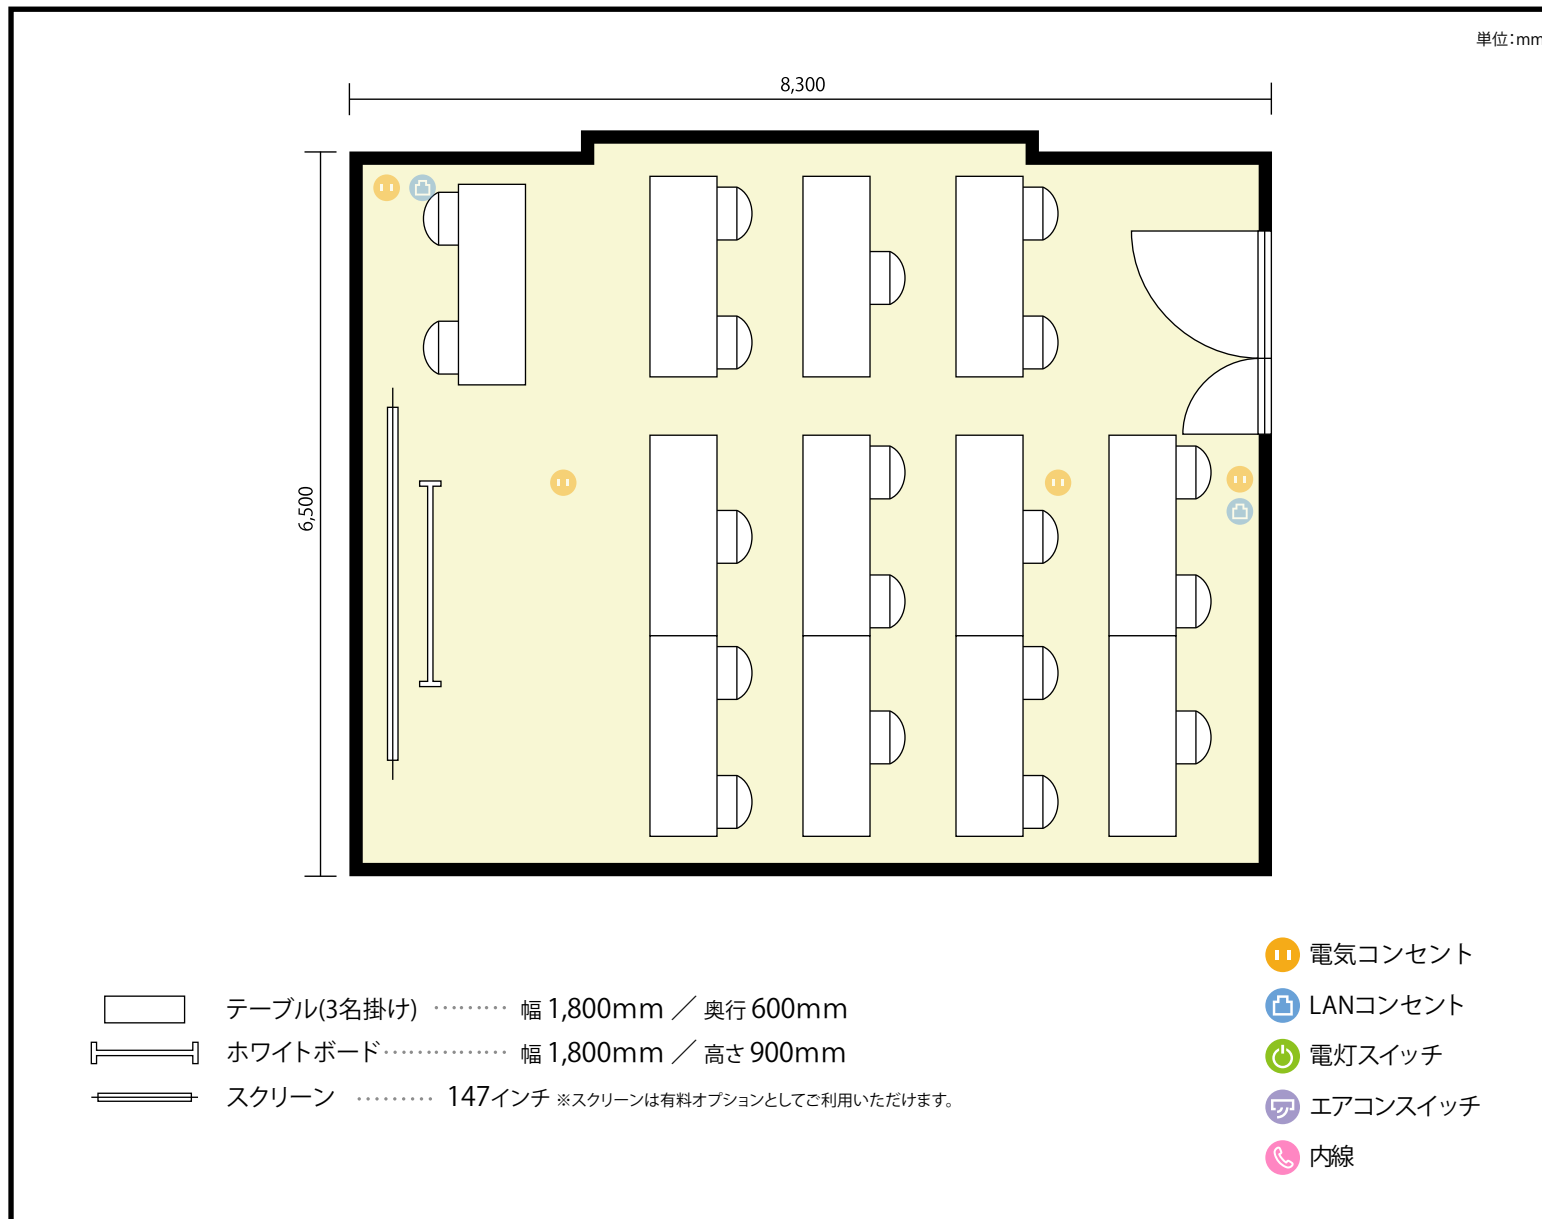 単位：mm
8,300
6,500
テーブル(3名掛け) ……… 幅 1,800mm ／ 奥行 600mm
ホワイトボード…………… 幅 1,800mm ／ 高さ 900mm
スクリーン ……… 147インチ ※スクリーンは有料オプションとしてご利用いただけます。
電気コンセント
LANコンセント
電灯スイッチ
エアコンスイッチ
内線